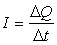 I = ΔQ / Δt